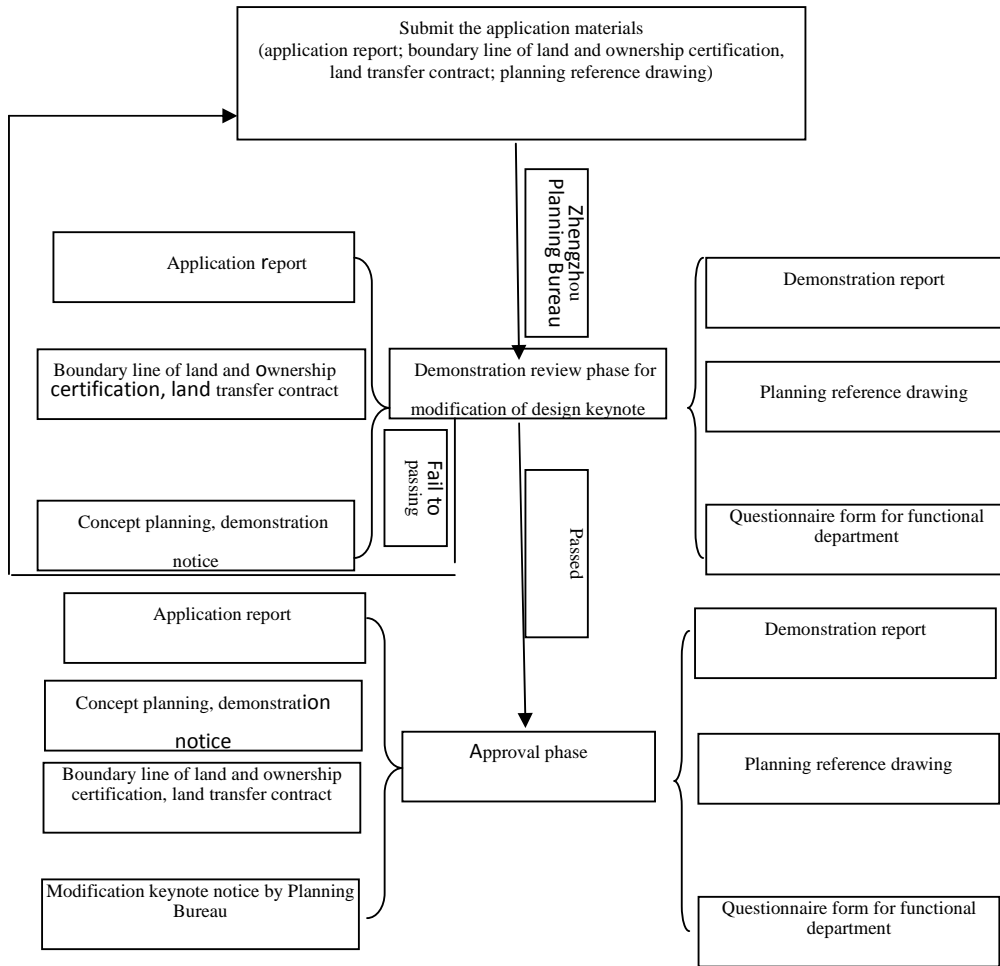 Submit the application materials
(application report; boundary line of land and ownership certification,
land transfer contract; planning reference drawing)
Zhengzhou
Planning Bureau
Application report
Demonstration report
Boundary line of land and ownership
certification, land transfer contract
Demonstration review phase for
modification of design keynote
Planning reference drawing
Fail to
passing
Passed
Concept planning, demonstration
notice
Questionnaire form for functional
department
Application report
Demonstration report
Concept planning, demonstration
notice
Boundary line of land and ownership
certification, land transfer contract
Approval phase
Planning reference drawing
Modification keynote notice by Planning
Bureau
Questionnaire form for functional
department